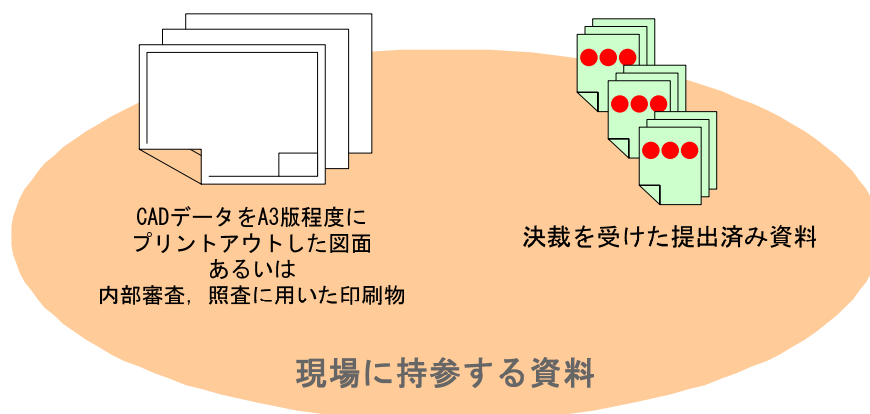 CADデータをA3版程度に
プリントアウトした図面
あるいは
内部審査，照査に用いた印刷物
決裁を受けた提出済み資料
現場に持参する資料